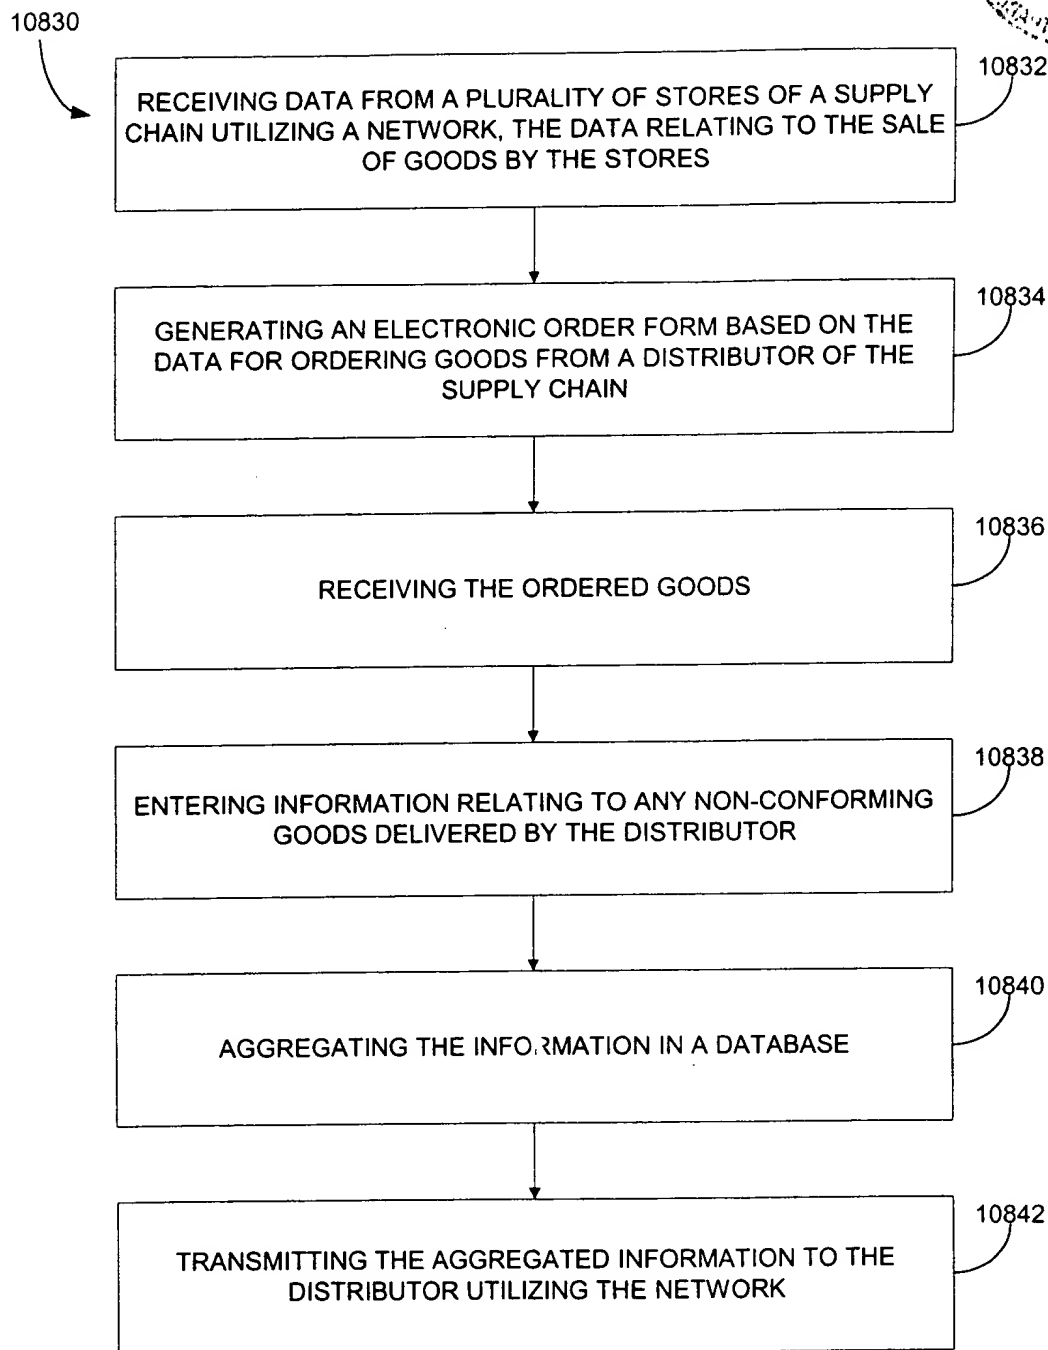 10830
10832
RECEIVING DATA FROM A PLURALITY OF STORES OF A SUPPLY
CHAIN UTILIZING A NETWORK, THE DATA RELATING TO THE SALE
OF GOODS BY THE STORES
10834
GENERATING AN ELECTRONIC ORDER FORM BASED ON THE
DATA FOR ORDERING GOODS FROM A DISTRIBUTOR OF THE
SUPPLY CHAIN
10836
RECEIVING THE ORDERED GOODS
10838
ENTERING INFORMATION RELATING TO ANY NON-CONFORMING
GOODS DELIVERED BY THE DISTRIBUTOR
10840
AGGREGATING THE INFORMATION IN A DATABASE
10842
TRANSMITTING THE AGGREGATED INFORMATION TO THE
DISTRIBUTOR UTILIZING THE NETWORK